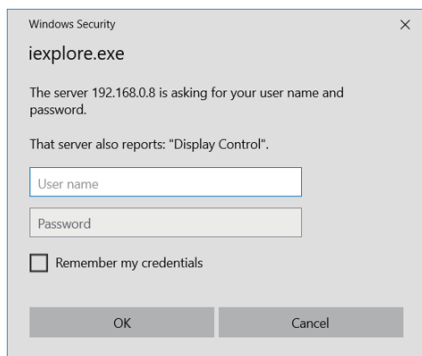 Windows Security
iexplore.exe
The server 192.168.0.8 is asking for your user name and
password.
That server also reports: "Display Control".
User name
Password
Remember my credentials
OK Cancel